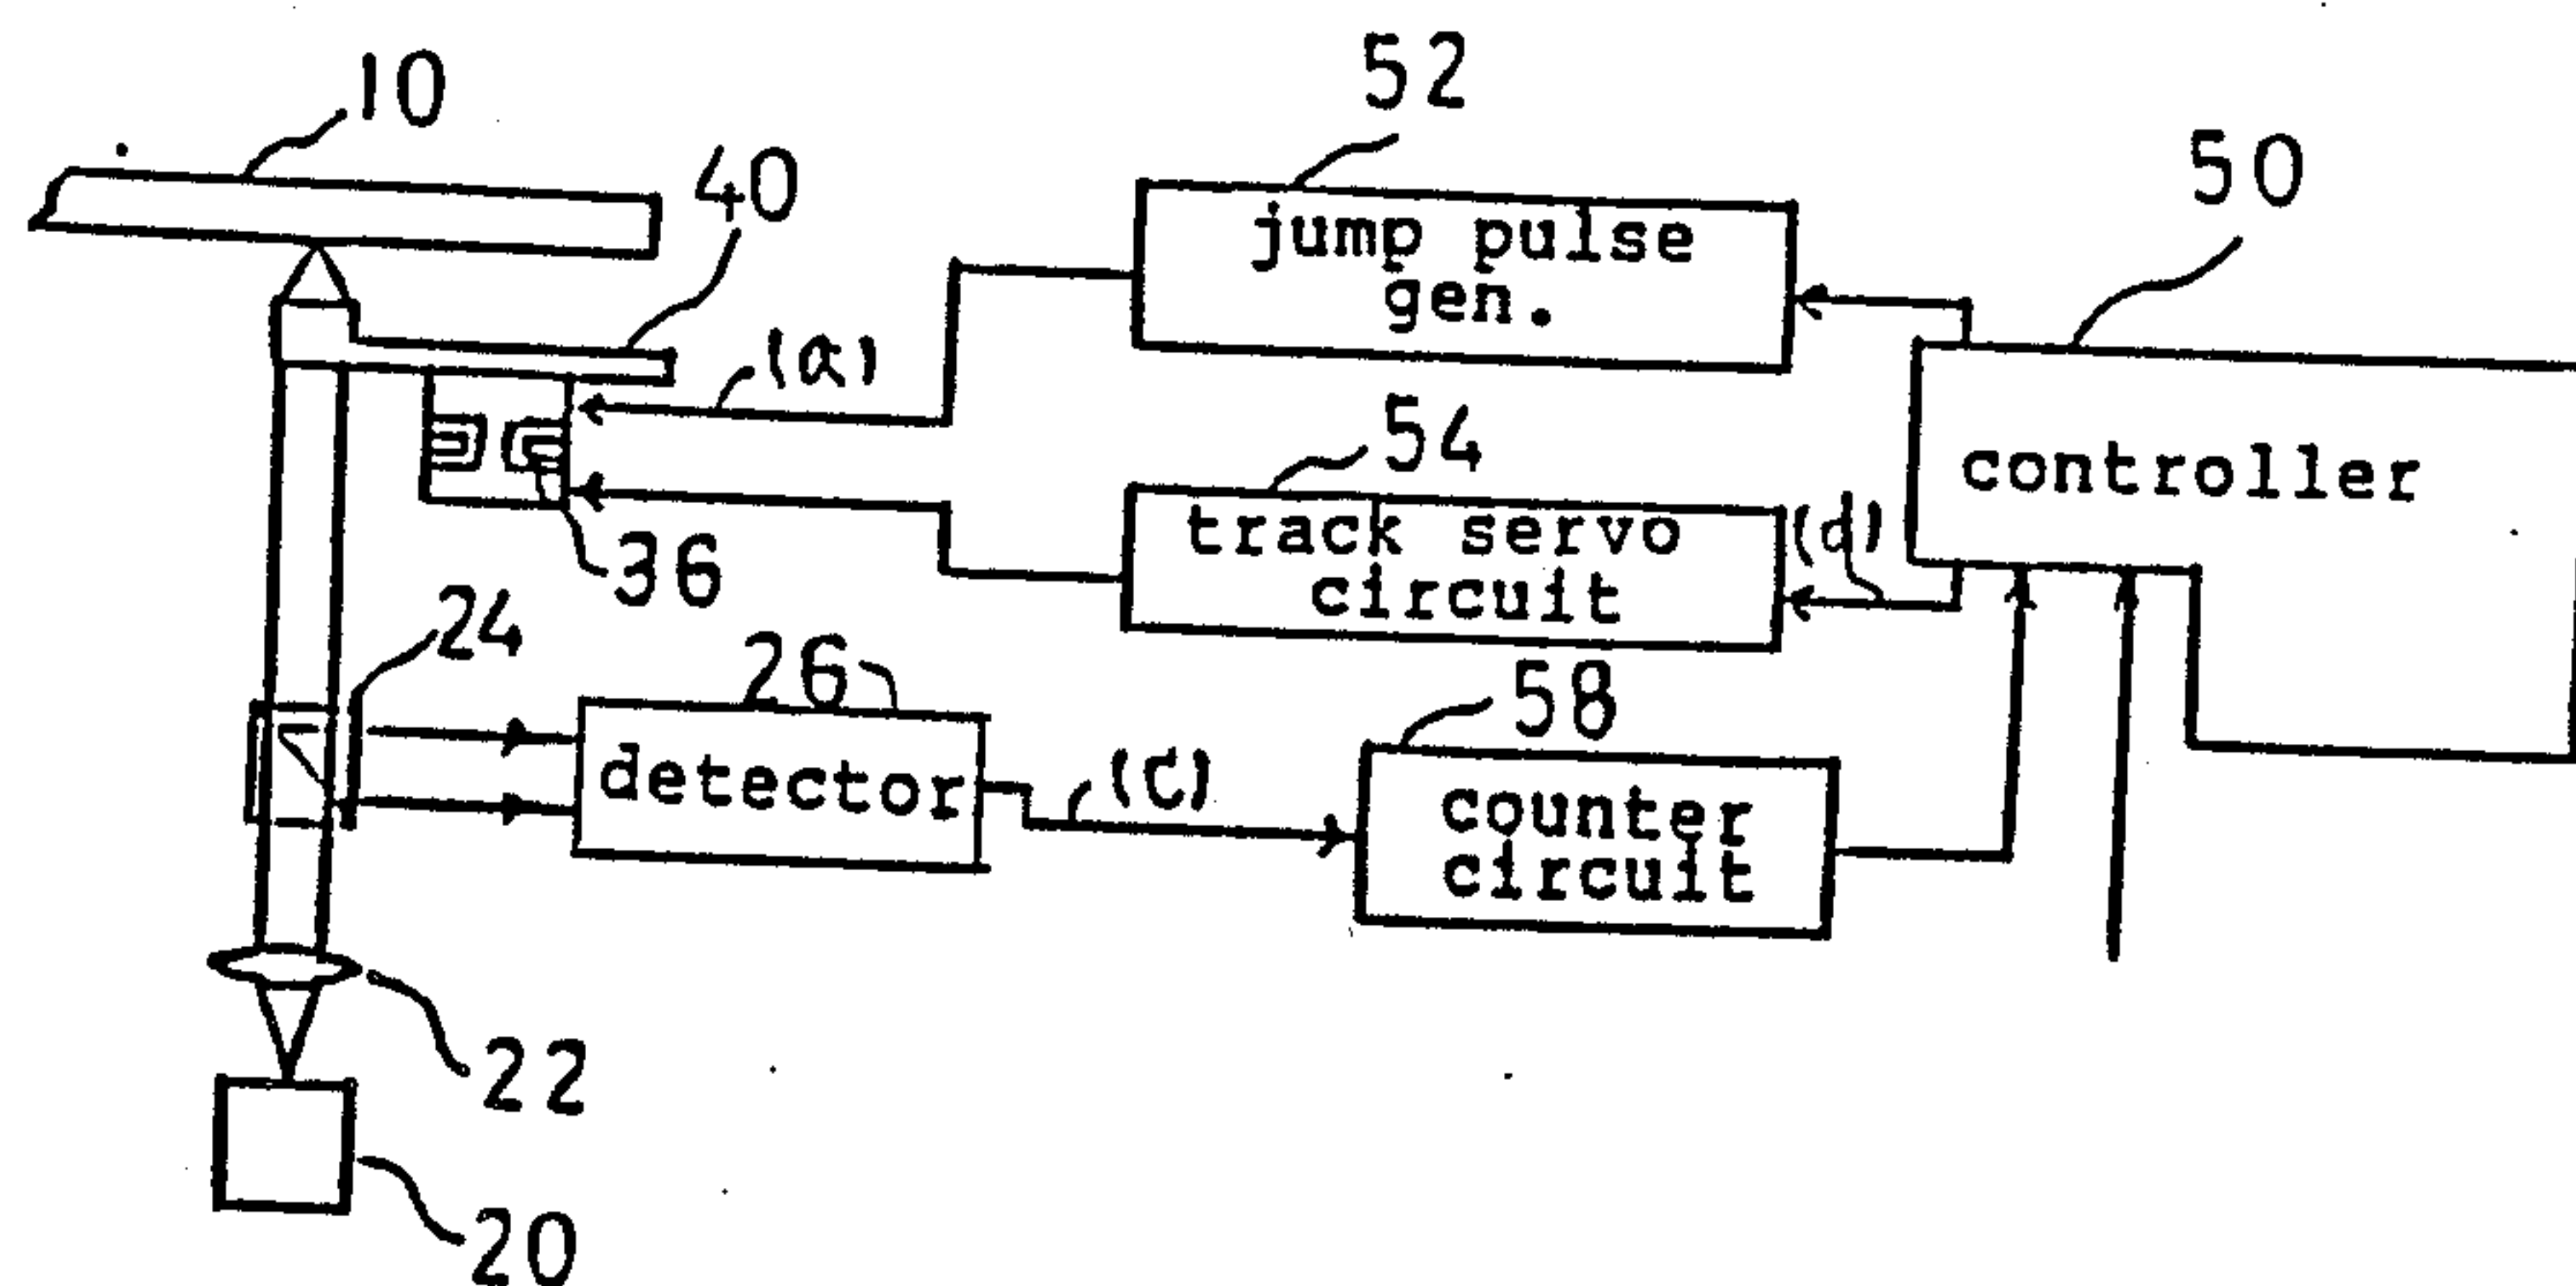 10
52
50
40
jump pulse
gen.
(a)
54
controller
track servo
circuit
(d)
36
24
26
58
detector
(C)
counter
circuit
22
20